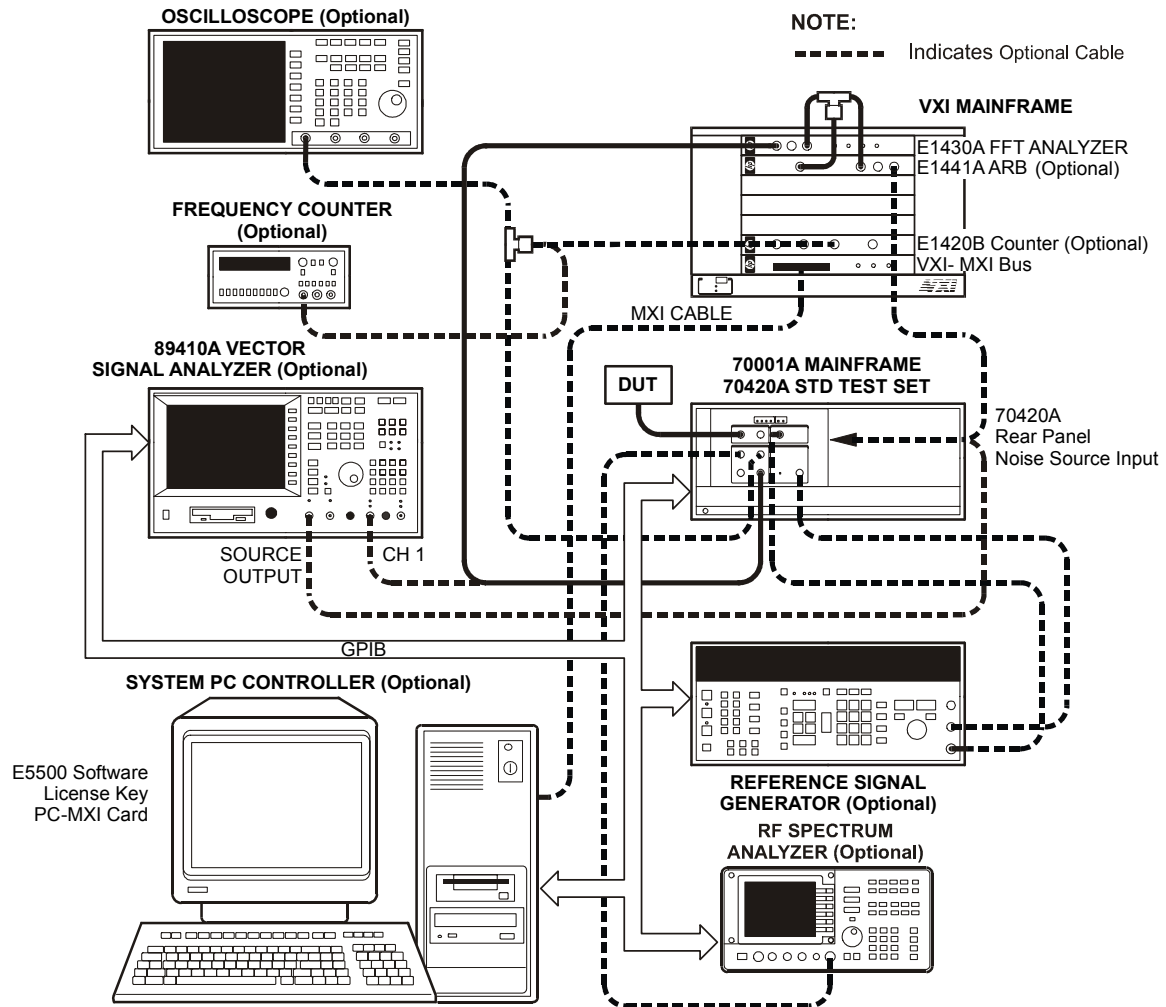 OSCILLOSCOPE (Optional)
NOTE:
Indicates Optional Cable
VXI MAINFRAME
E1430A FFT ANALYZER
E1441A ARB (Optional)
FREQUENCY COUNTER
(Optional)
E1420B Counter (Optional)
VXI- MXI Bus
VXI
MXI CABLE
89410A VECTOR
SIGNAL ANALYZER (Optional)
DUT
70001A MAINFRAME
70420A STD TEST SET
70420A
Rear Panel
Noise Source Input
SOURCE
OUTPUT
CH 1
GPIB
SYSTEM PC CONTROLLER (Optional)
E5500 Software
License Key
PC-MXI Card
REFERENCE SIGNAL
GENERATOR (Optional)
RF SPECTRUM
ANALYZER (Optional)